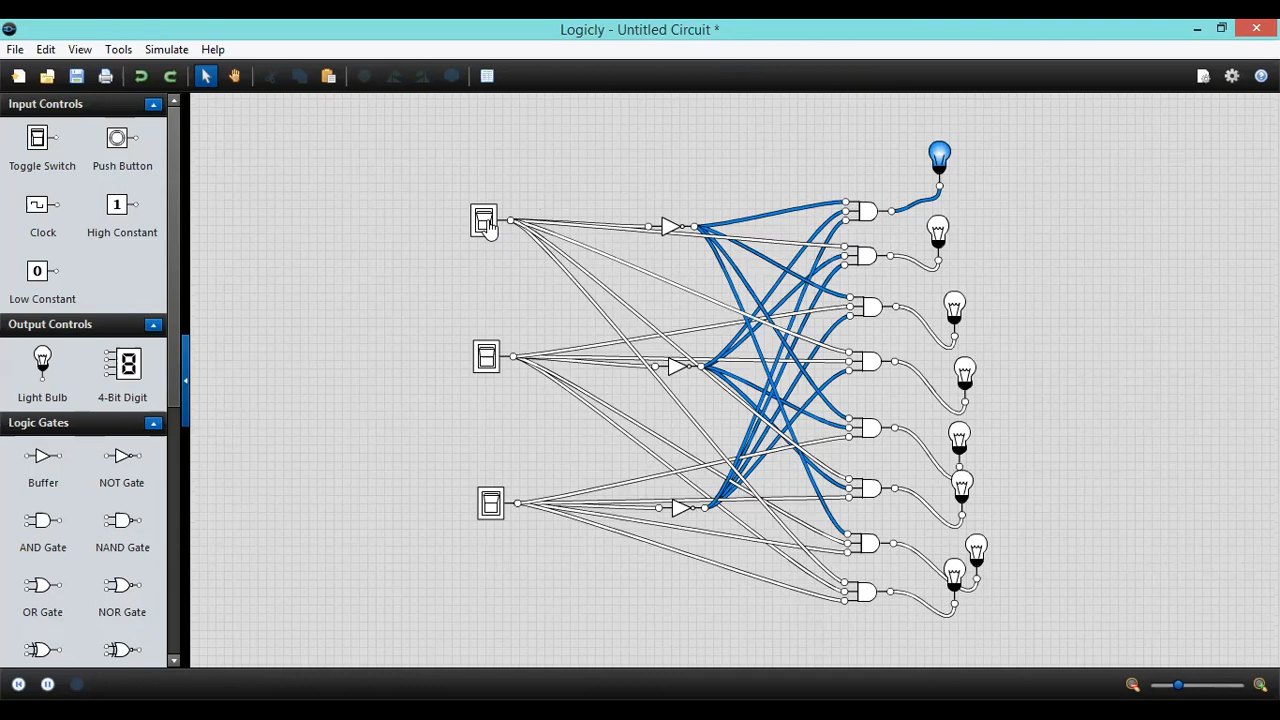 Logicly - Untitled Circuit *
File Edit View Tools Simulate Help
Input Controls
Toggle Switch Push Button
1
Clock High Constant
0
Low Constant
Output Controls
Light Bulb 4-Bit Digit
Logic Gates
Buffer NOT Gate
AND Gate NAND Gate
OR Gate NOR Gate